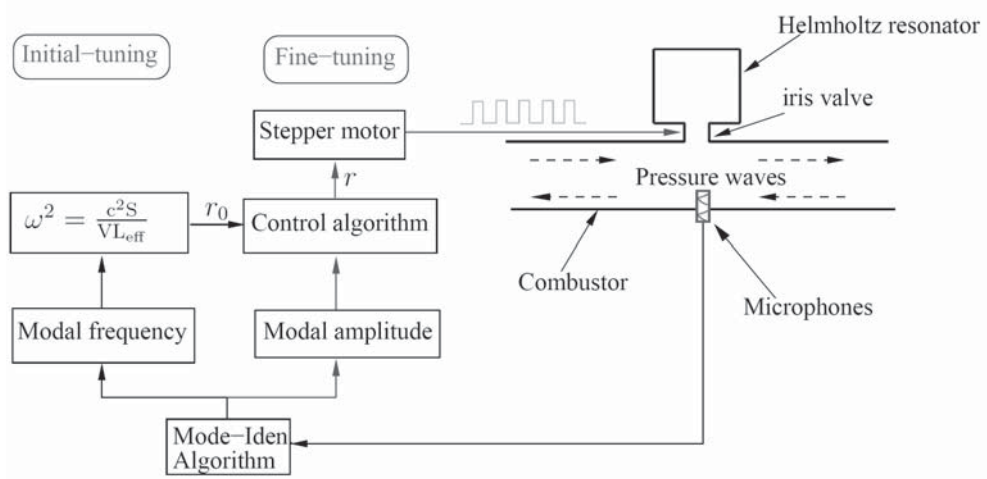 Initial−tuning
Fine−tuning
Helmholtz resonator
iris valve
Stepper motor
r
Pressure waves
ω² = c²S / VL_eff
r₀
Control algorithm
Combustor
Microphones
Modal frequency
Modal amplitude
Mode−Iden
Algorithm